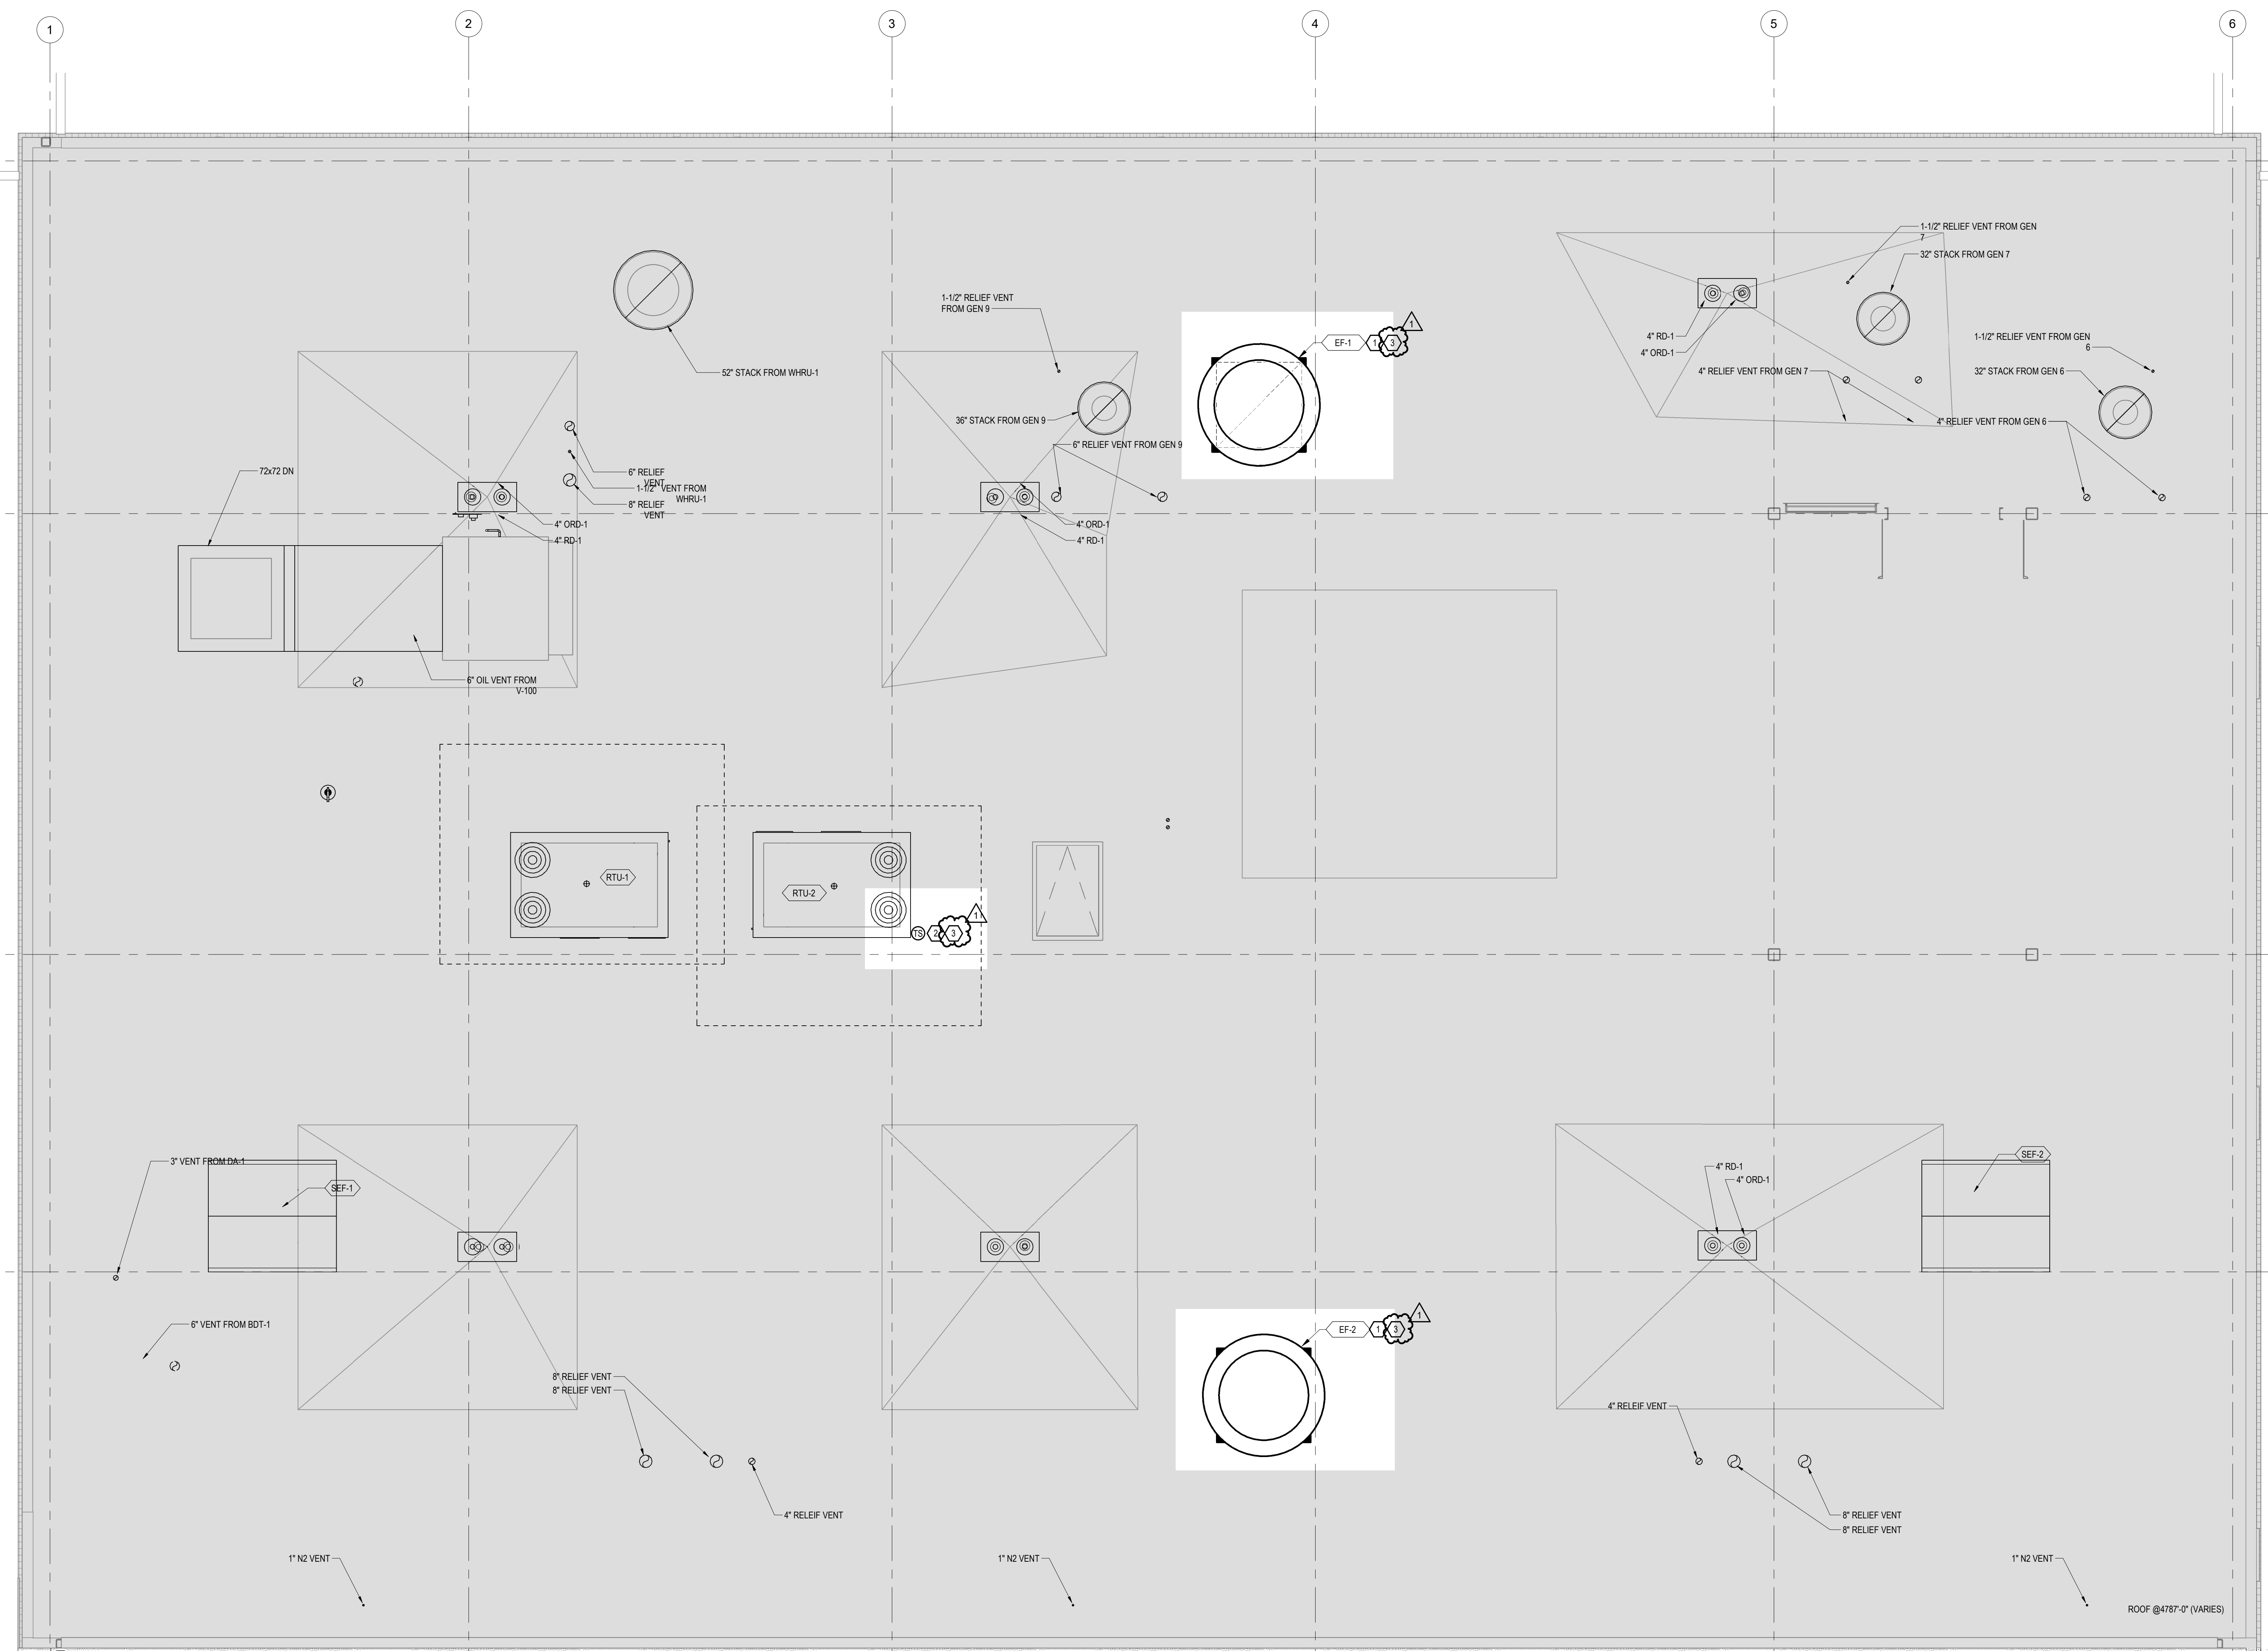 1
2
3
4
5
6
1-1/2" RELIEF VENT FROM GEN
7
32" STACK FROM GEN 7
1-1/2" RELIEF VENT
FROM GEN 9
1
EF-1
1
3
4" RD-1
4" ORD-1
1-1/2" RELIEF VENT FROM GEN
6
52" STACK FROM WHRU-1
4" RELIEF VENT FROM GEN 7
32" STACK FROM GEN 6
36" STACK FROM GEN 9
4" RELIEF VENT FROM GEN 6
6" RELIEF VENT FROM GEN 9
72x72 DN
6" RELIEF
VENT
1-1/2" VENT FROM
WHRU-1
8" RELIEF
VENT
4" ORD-1
4" RD-1
4" ORD-1
4" RD-1
6" OIL VENT FROM
V-100
RTU-1
RTU-2
1
TS
2
3
3" VENT FROM DA-1
SEF-1
4" RD-1
4" ORD-1
SEF-2
6" VENT FROM BDT-1
1
EF-2
1
3
8" RELIEF VENT
8" RELIEF VENT
4" RELEIF VENT
4" RELEIF VENT
8" RELIEF VENT
8" RELIEF VENT
1" N2 VENT
1" N2 VENT
1" N2 VENT
ROOF @4787'-0" (VARIES)